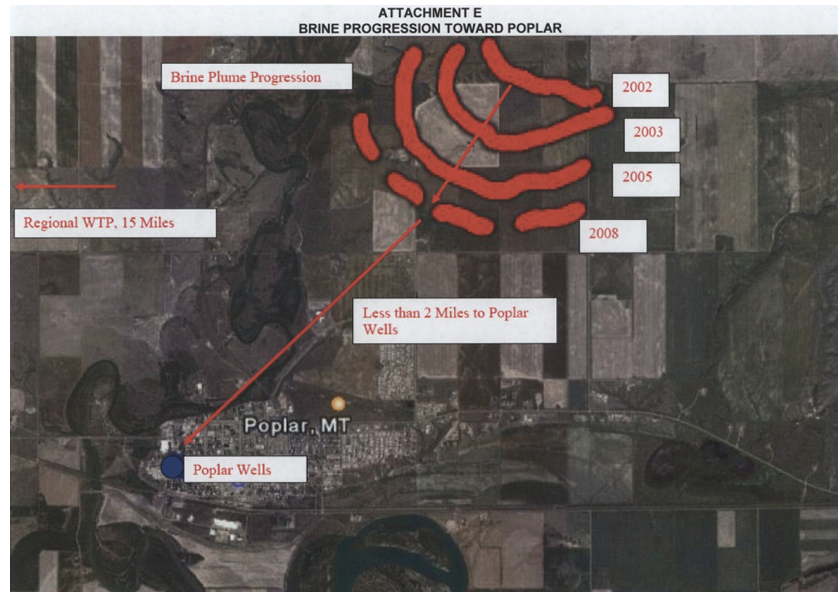 ATTACHMENT E
BRINE PROGRESSION TOWARD POPLAR
Brine Plume Progression
2002
2003
2005
Regional WTP, 15 Miles
2008
Less than 2 Miles to Poplar
Wells
Poplar, MT
Poplar Wells